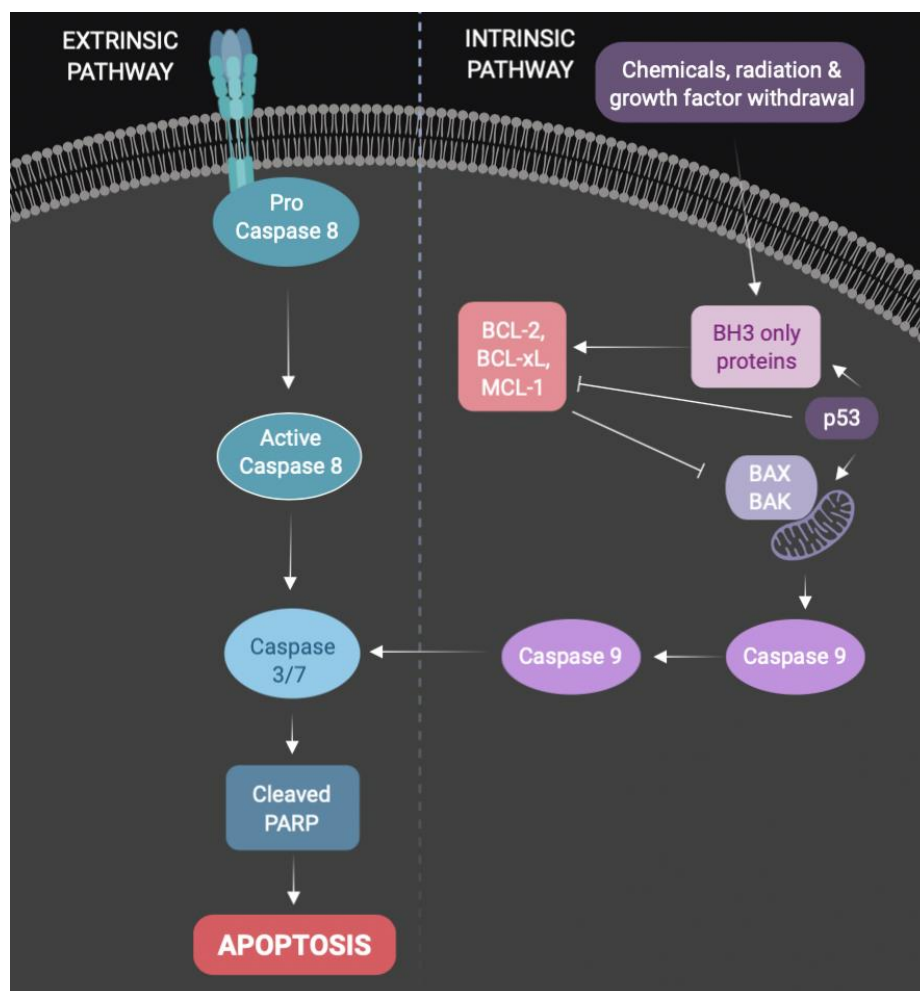 EXTRINSIC
PATHWAY
INTRINSIC
PATHWAY
Chemicals, radiation &
growth factor withdrawal
Pro
Caspase 8
BCL-2,
BCL-xL,
MCL-1
BH3 only
proteins
p53
Active
Caspase 8
BAX
BAK
Caspase
3/7
Caspase 9
Caspase 9
Cleaved
PARP
APOPTOSIS